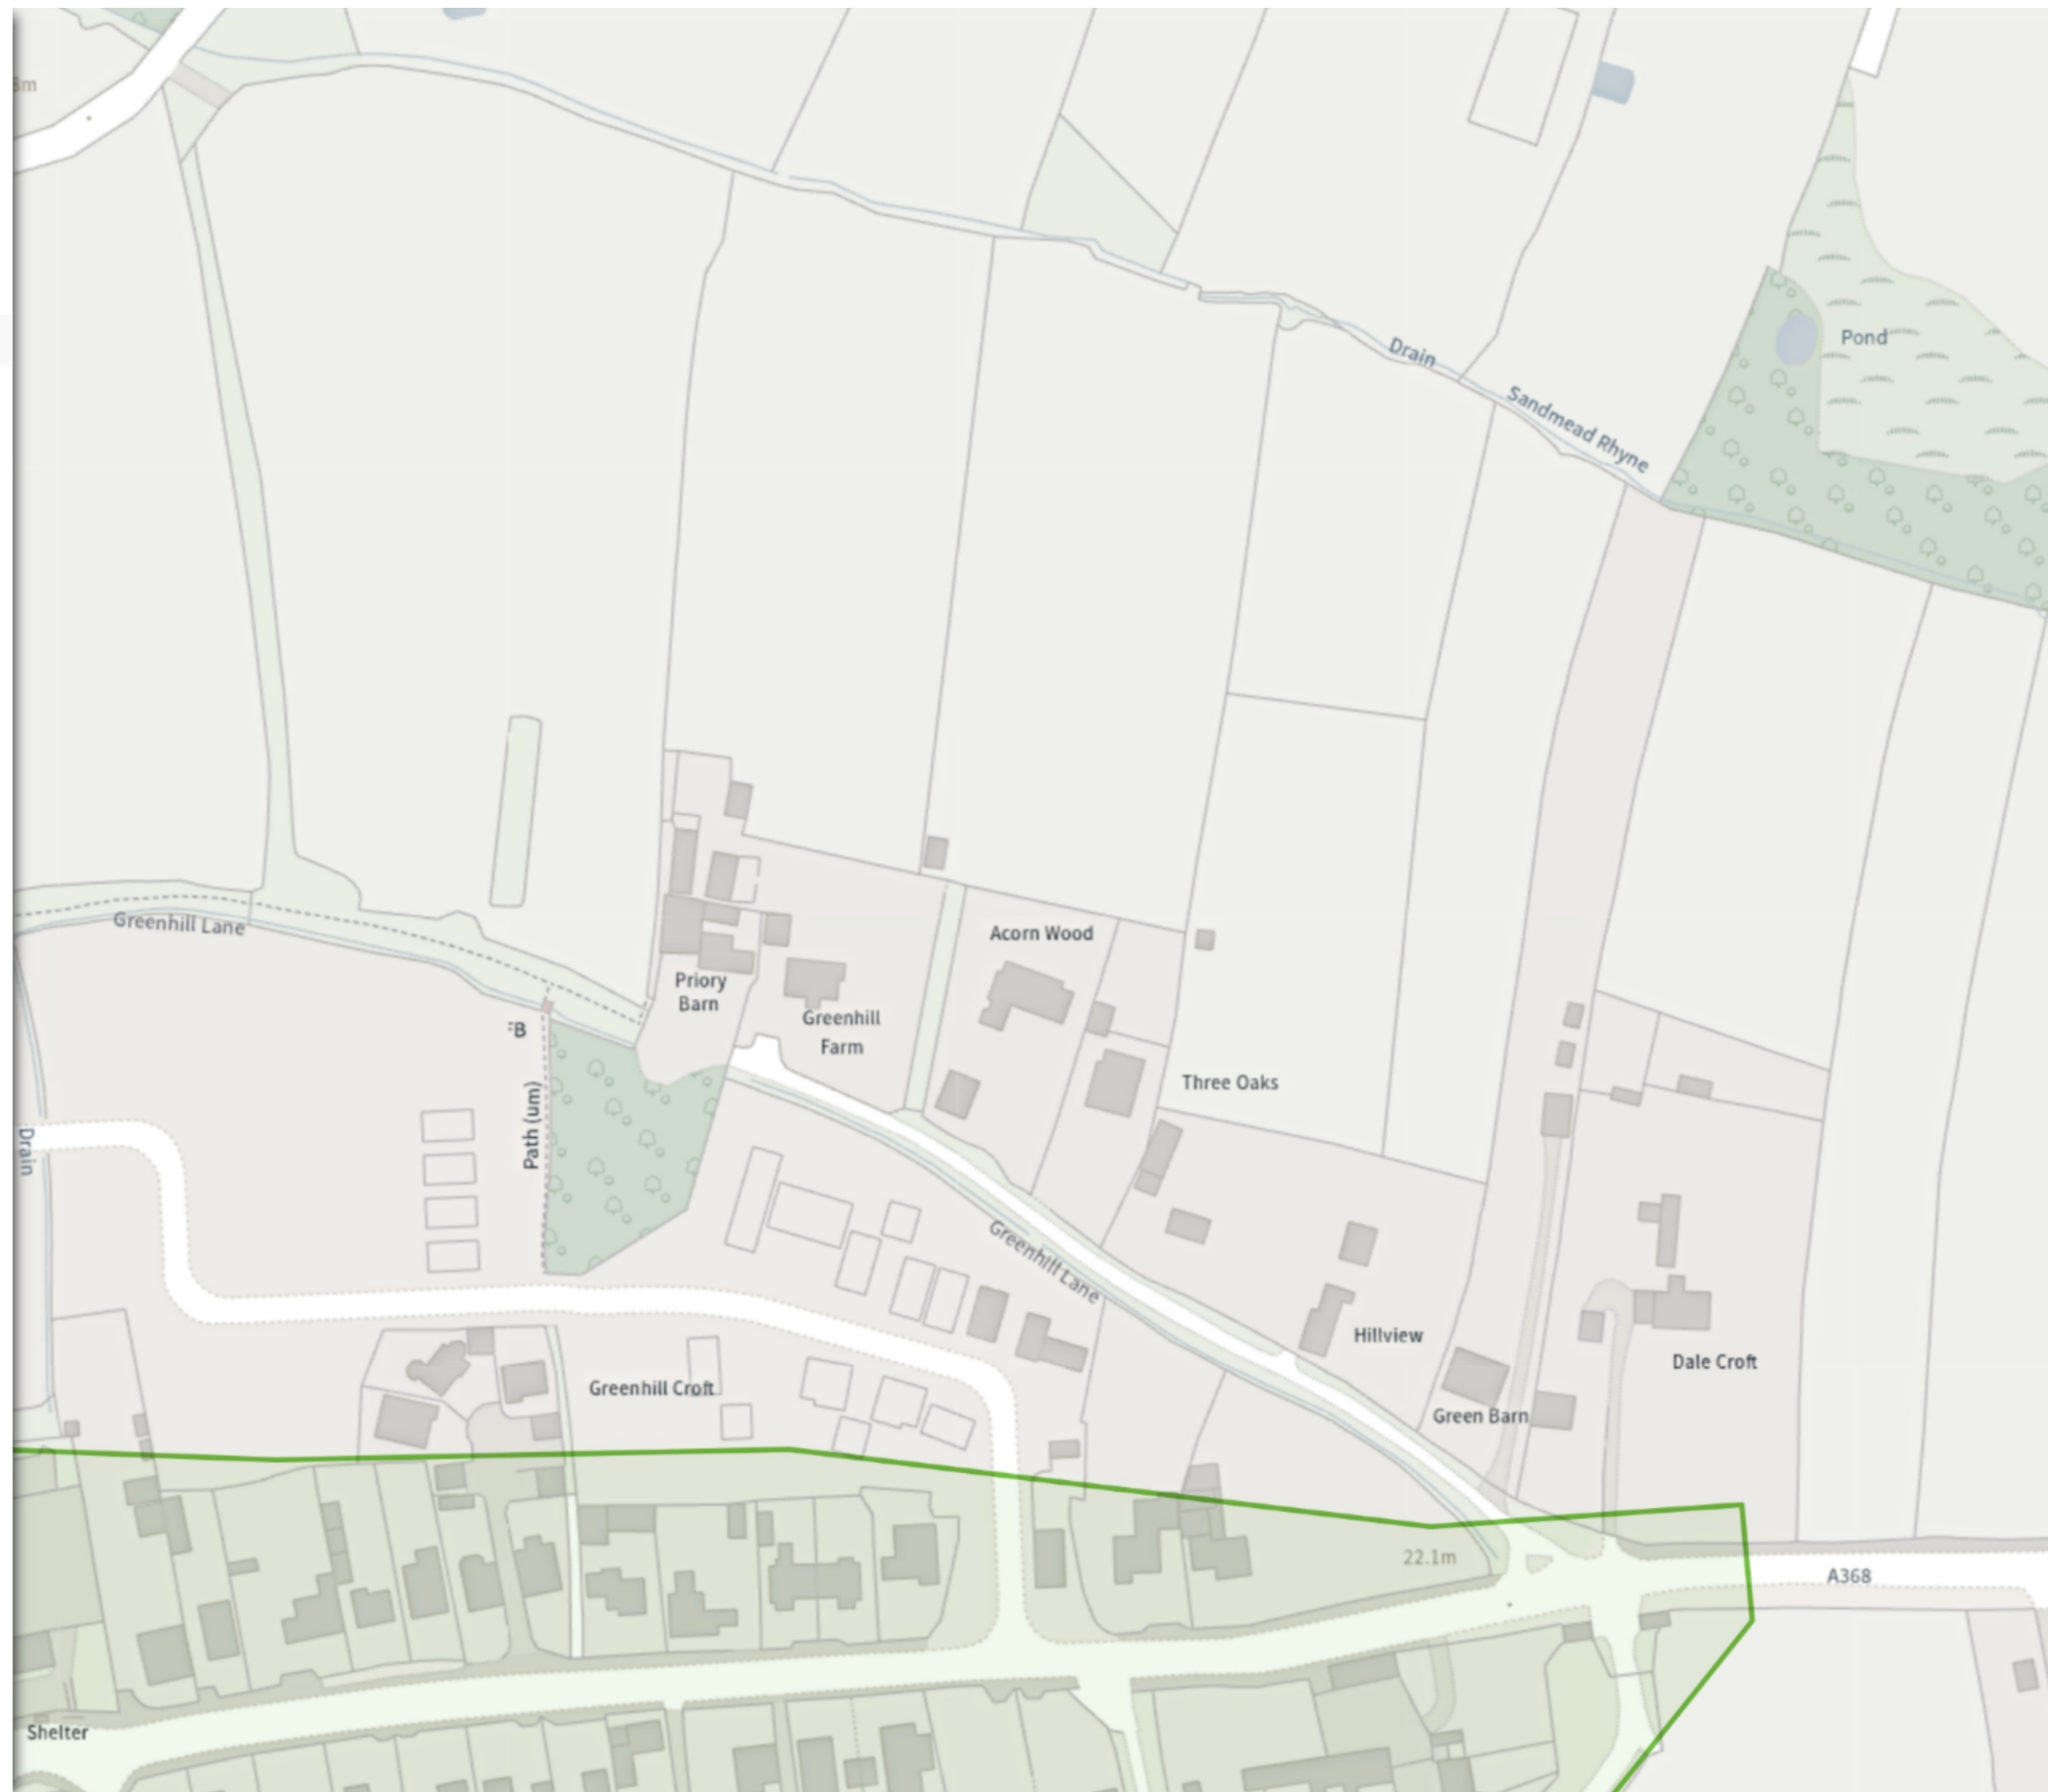 8m
Pond
Drain
Sandmead Rhyne
Greenhill Lane
Acorn Wood
Priory
Barn
Greenhill
Farm
FB
Three Oaks
Path (um)
Drain
Greenhill Lane
Hillview
Dale Croft
Greenhill Croft
Green Barn
22.1m
A368
Shelter